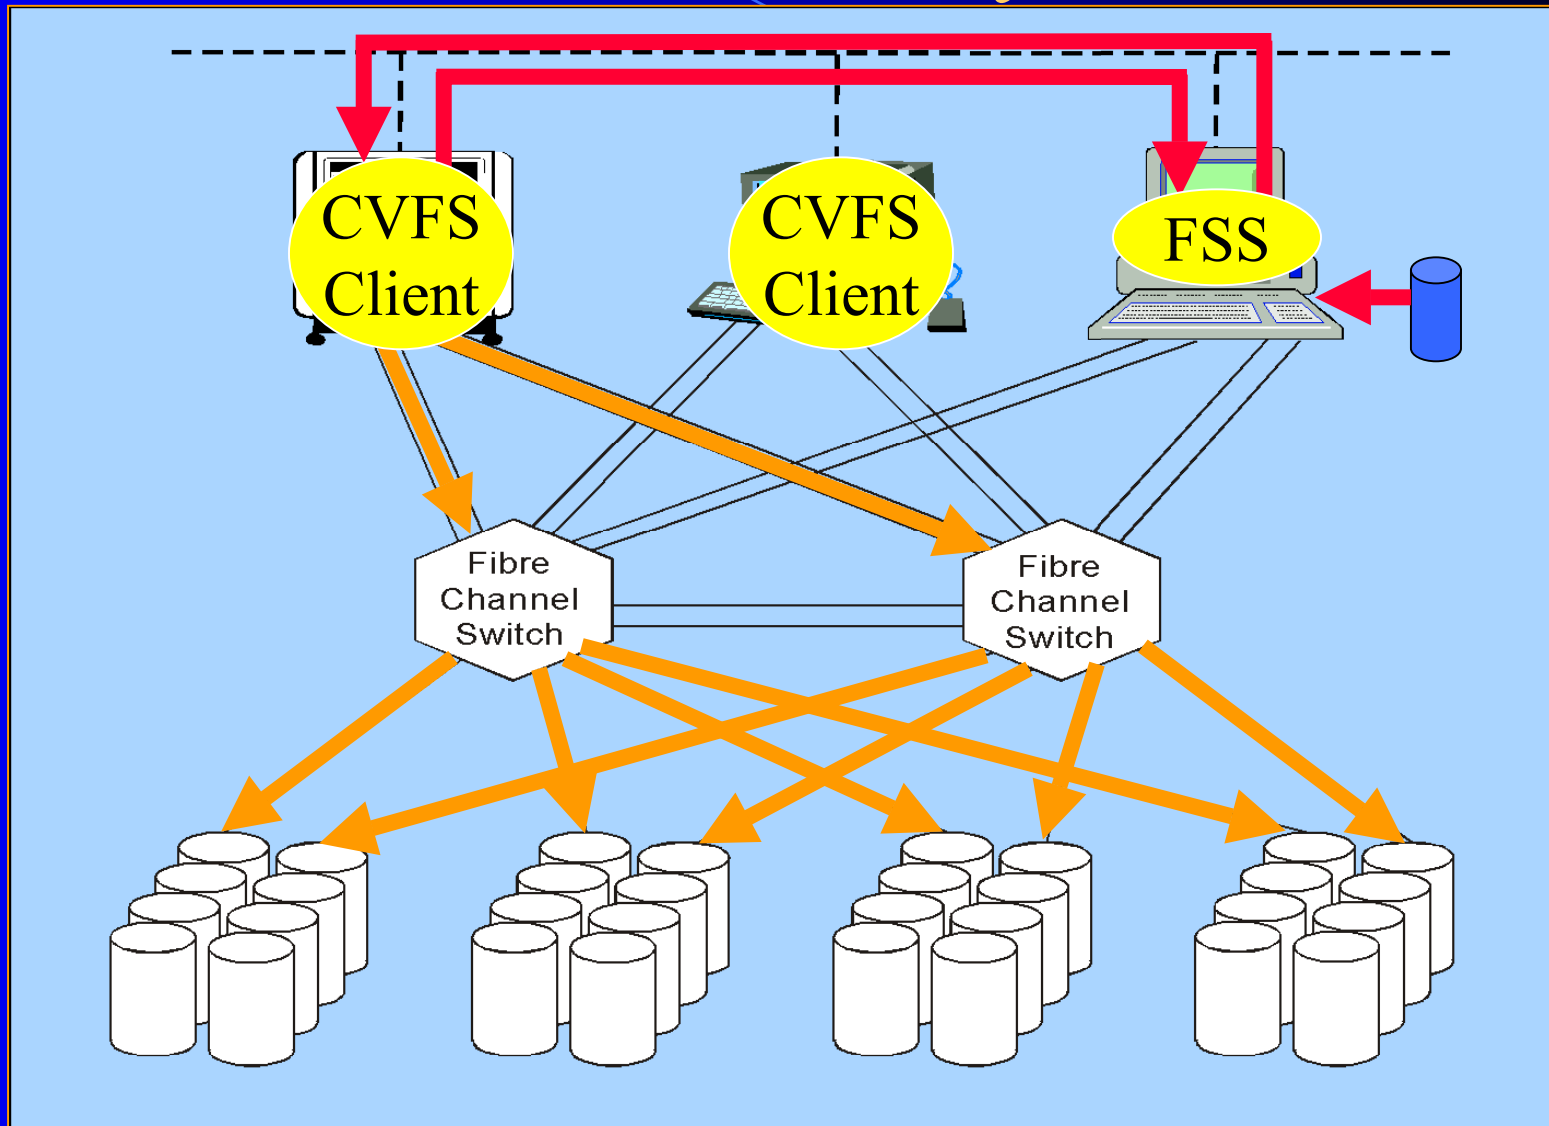 CVFS
Client
CVFS
Client
FSS
Fibre
Channel
Switch
Fibre
Channel
Switch